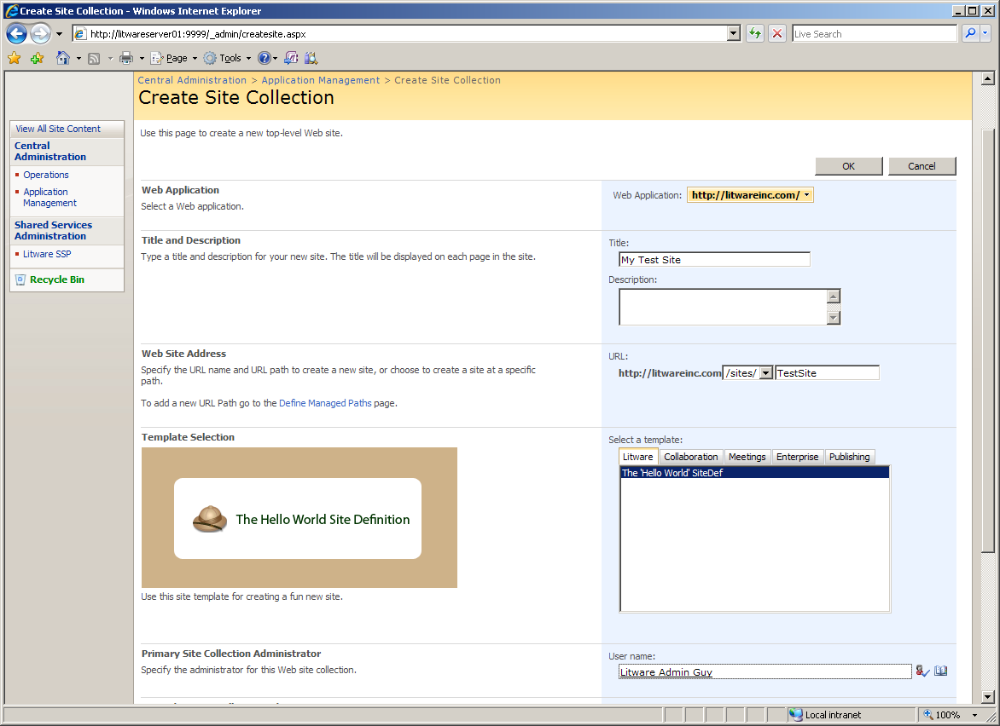 Create Site Collection - Windows Internet Explorer
http://litwareserver01:9999/_admin/createsite.aspx
Live Search
Page
Tools
Central Administration > Application Management > Create Site Collection
Create Site Collection
View All Site Content
Central
Administration
Operations
Application
Management
Shared Services
Administration
Litware SSP
Recycle Bin
Use this page to create a new top-level Web site.
OK
Cancel
Web Application
Select a Web application.
Web Application: http://litwareinc.com/
Title and Description
Type a title and description for your new site. The title will be displayed on each page in the site.
Title:
My Test Site
Description:
Web Site Address
Specify the URL name and URL path to create a new site, or choose to create a site at a specific
path.
To add a new URL Path go to the Define Managed Paths page.
URL:
http://litwareinc.com /sites/ TestSite
Template Selection
The Hello World Site Definition
Use this site template for creating a fun new site.
Select a template:
Litware Collaboration Meetings Enterprise Publishing
The 'Hello World' SiteDef
Primary Site Collection Administrator
Specify the administrator for this Web site collection.
User name:
Litware Admin Guy
Local intranet
100%